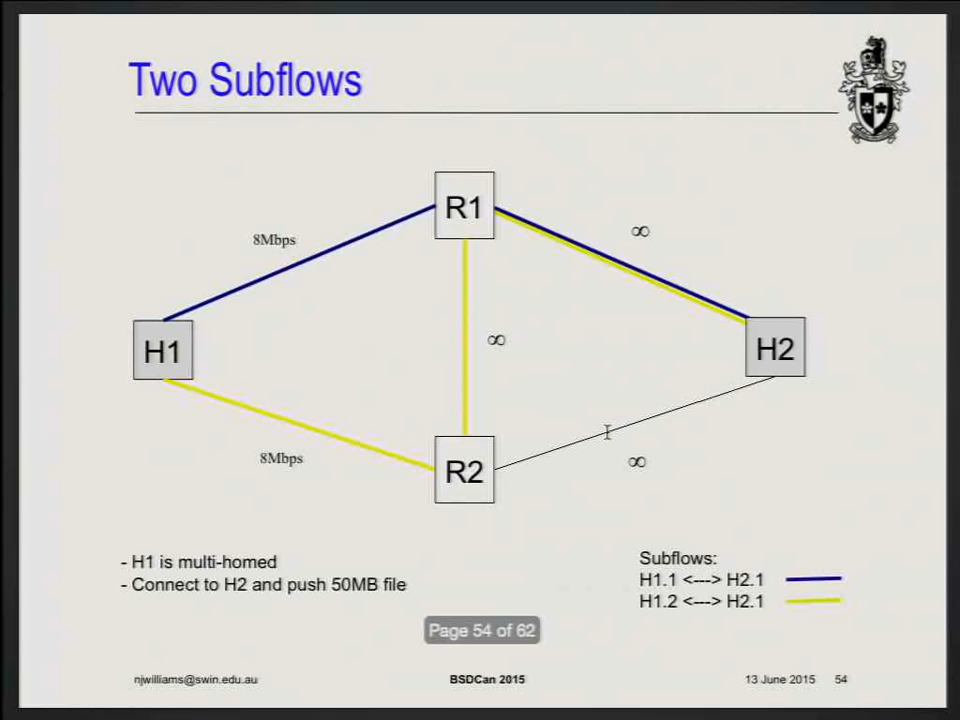 Two Subflows
R1
8Mbps
∞
H1
∞
H2
8Mbps
R2
∞
- H1 is multi-homed
- Connect to H2 and push 50MB file
Subflows:
H1.1 <---> H2.1
H1.2 <---> H2.1
Page 54 of 62
njwilliams@swin.edu.au
BSDCan 2015
13 June 2015 54